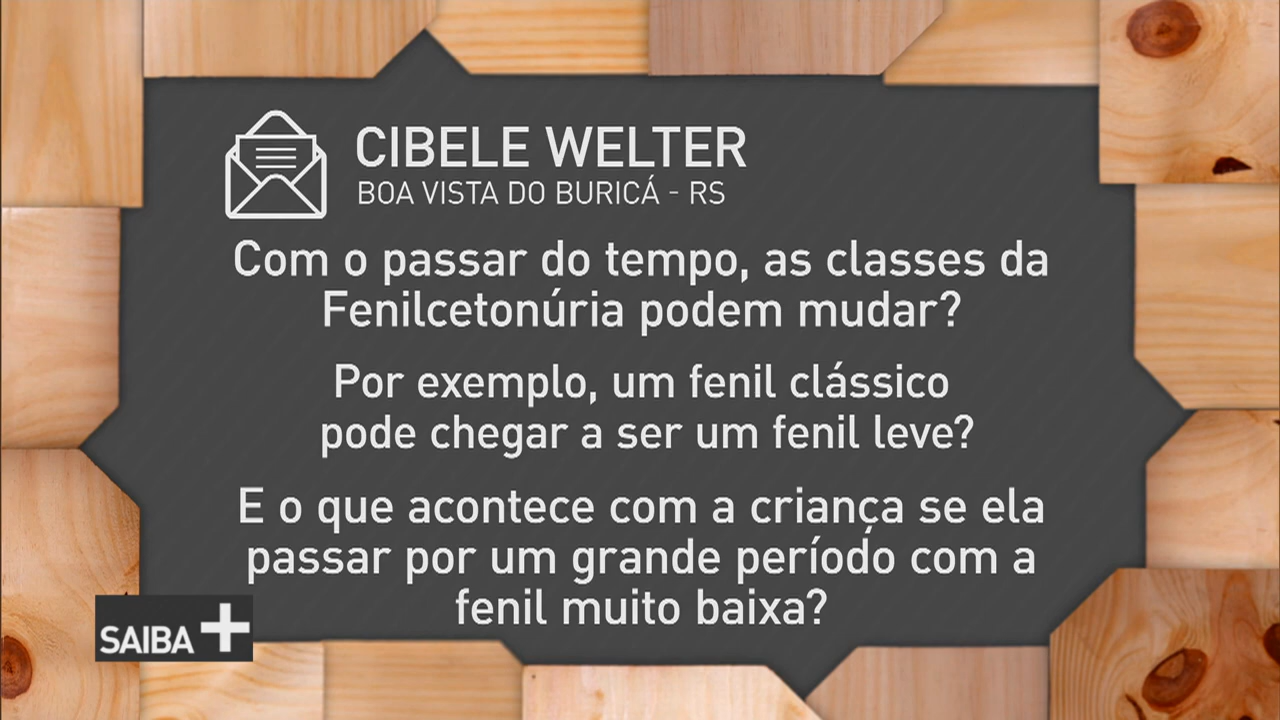 CIBELE WELTER
BOA VISTA DO BURICÁ - RS
Com o passar do tempo, as classes da
Fenilcetonúria podem mudar?
Por exemplo, um fenil clássico
pode chegar a ser um fenil leve?
E o que acontece com a criança se ela
passar por um grande período com a
fenil muito baixa?
SAIBA +